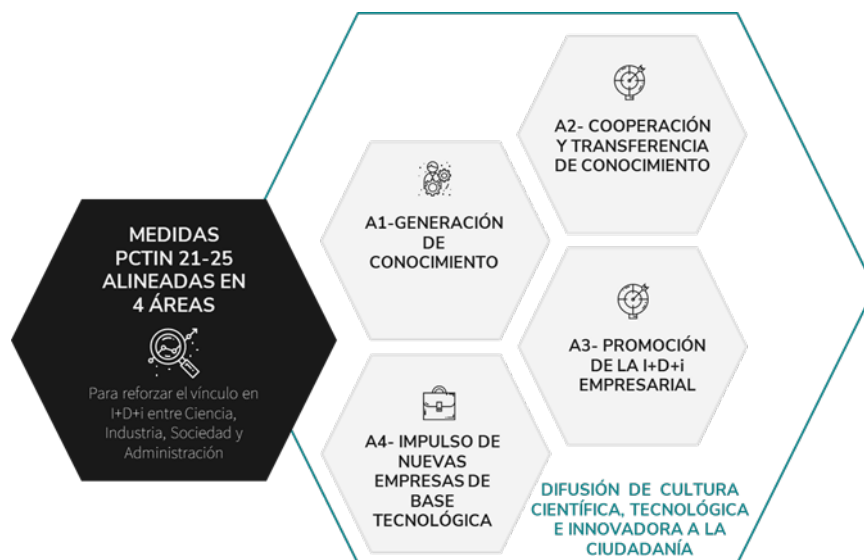 MEDIDAS
PCTIN 21-25
ALINEADAS EN
4 ÁREAS
Para reforzar el vínculo en
I+D+i entre Ciencia,
Industria, Sociedad y
Administración
A1-GENERACIÓN
DE
CONOCIMIENTO
A2- COOPERACIÓN
Y TRANSFERENCIA
DE CONOCIMIENTO
A3- PROMOCIÓN
DE LA I+D+i
EMPRESARIAL
A4- IMPULSO DE
NUEVAS
EMPRESAS DE
BASE
TECNOLÓGICA
DIFUSIÓN DE CULTURA
CIENTÍFICA, TECNOLÓGICA
E INNOVADORA A LA
CIUDADANÍA